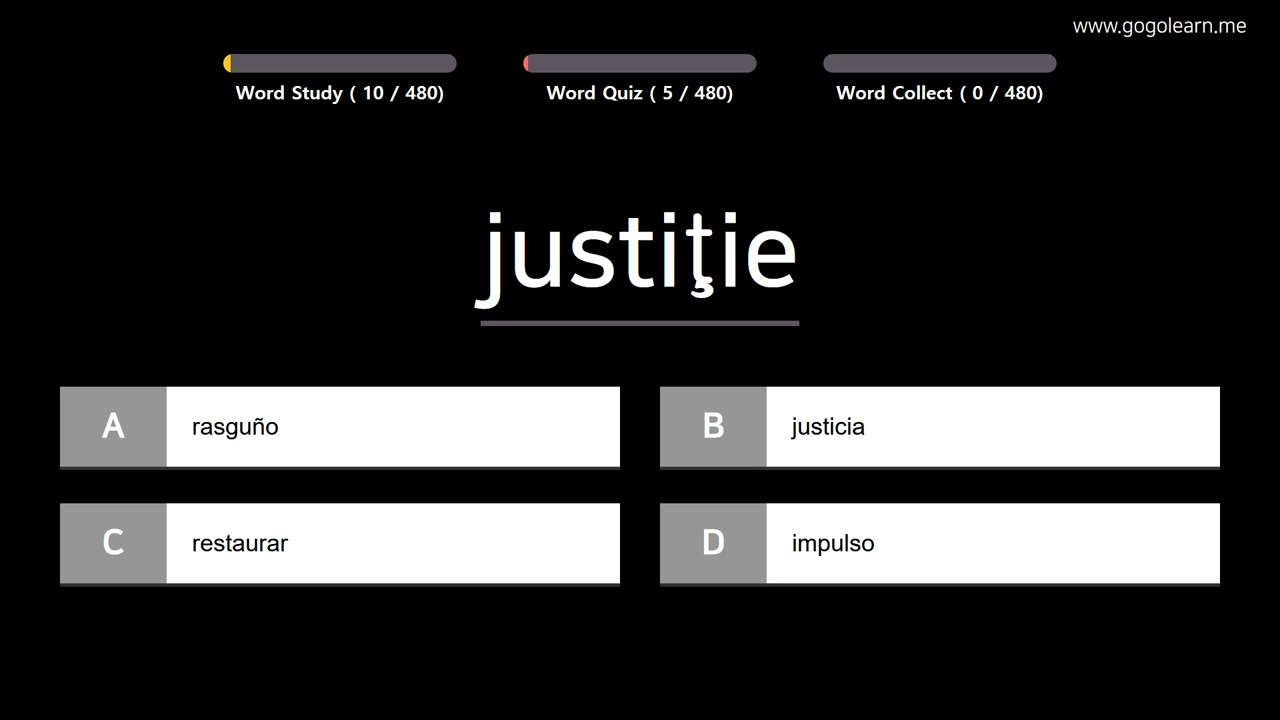 www.gogolearn.me
Word Study ( 10 / 480)
Word Quiz ( 5 / 480)
Word Collect ( 0 / 480)
justiţie
A rasguño
B justicia
C restaurar
D impulso